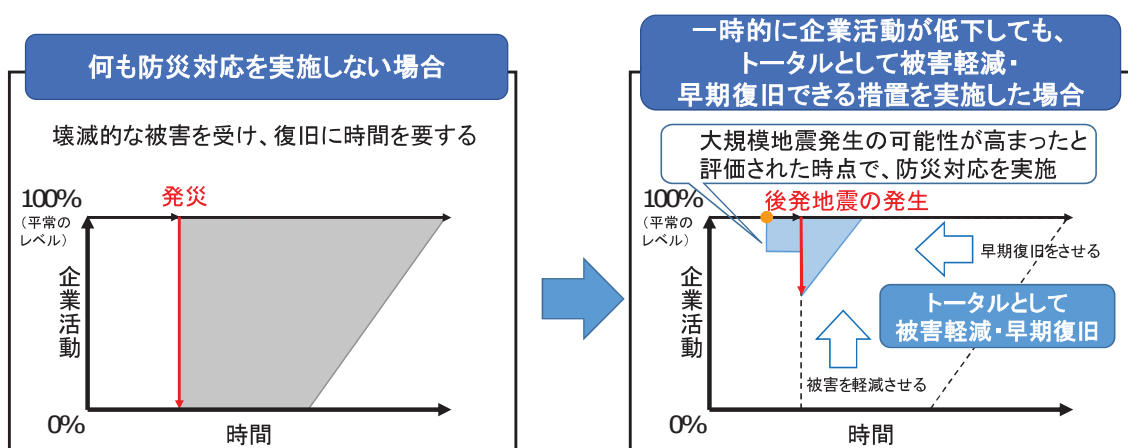 何も防災対応を実施しない場合
壊滅的な被害を受け、復旧に時間を要する
100%
(平常の
レベル)
発災
企業活動
0%
時間
一時的に企業活動が低下しても、
トータルとして被害軽減・
早期復旧できる措置を実施した場合
大規模地震発生の可能性が高まったと
評価された時点で、防災対応を実施
100%
(平常の
レベル)
後発地震の発生
早期復旧をさせる
企業活動
トータルとして
被害軽減・早期復旧
被害を軽減させる
0%
時間